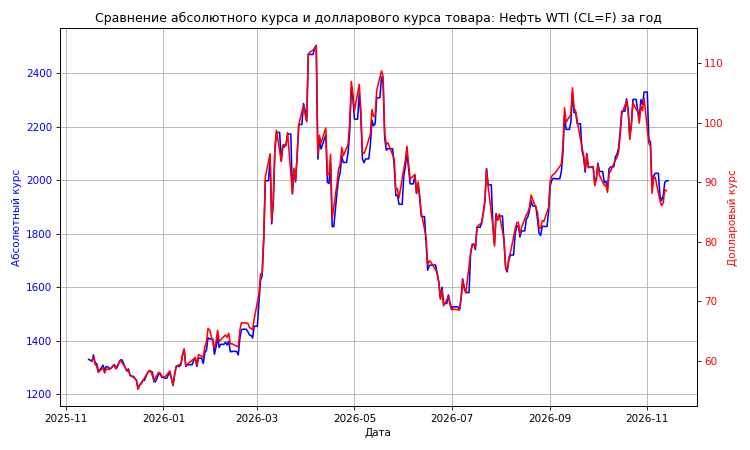 Сравнение абсолютного курса и долларового курса товара: Нефть WTI (CL=F) за год
2400
2200
2000
1800
1600
1400
1200
Абсолютный курс
110
100
90
80
70
60
Долларовый курс
2025-11 2026-01 2026-03 2026-05 2026-07 2026-09 2026-11
Дата